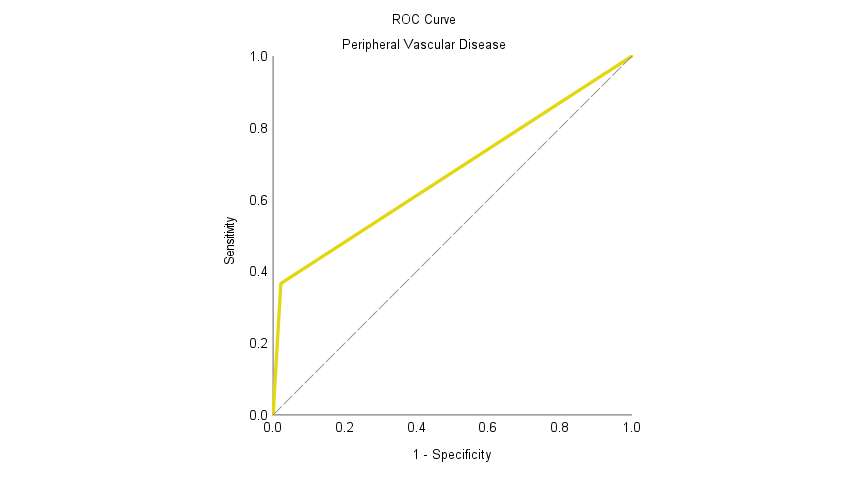 ROC Curve
Peripheral Vascular Disease
1.0
0.8
0.6
0.4
0.2
0.0
Sensitivity
0.0 0.2 0.4 0.6 0.8 1.0
1 - Specificity